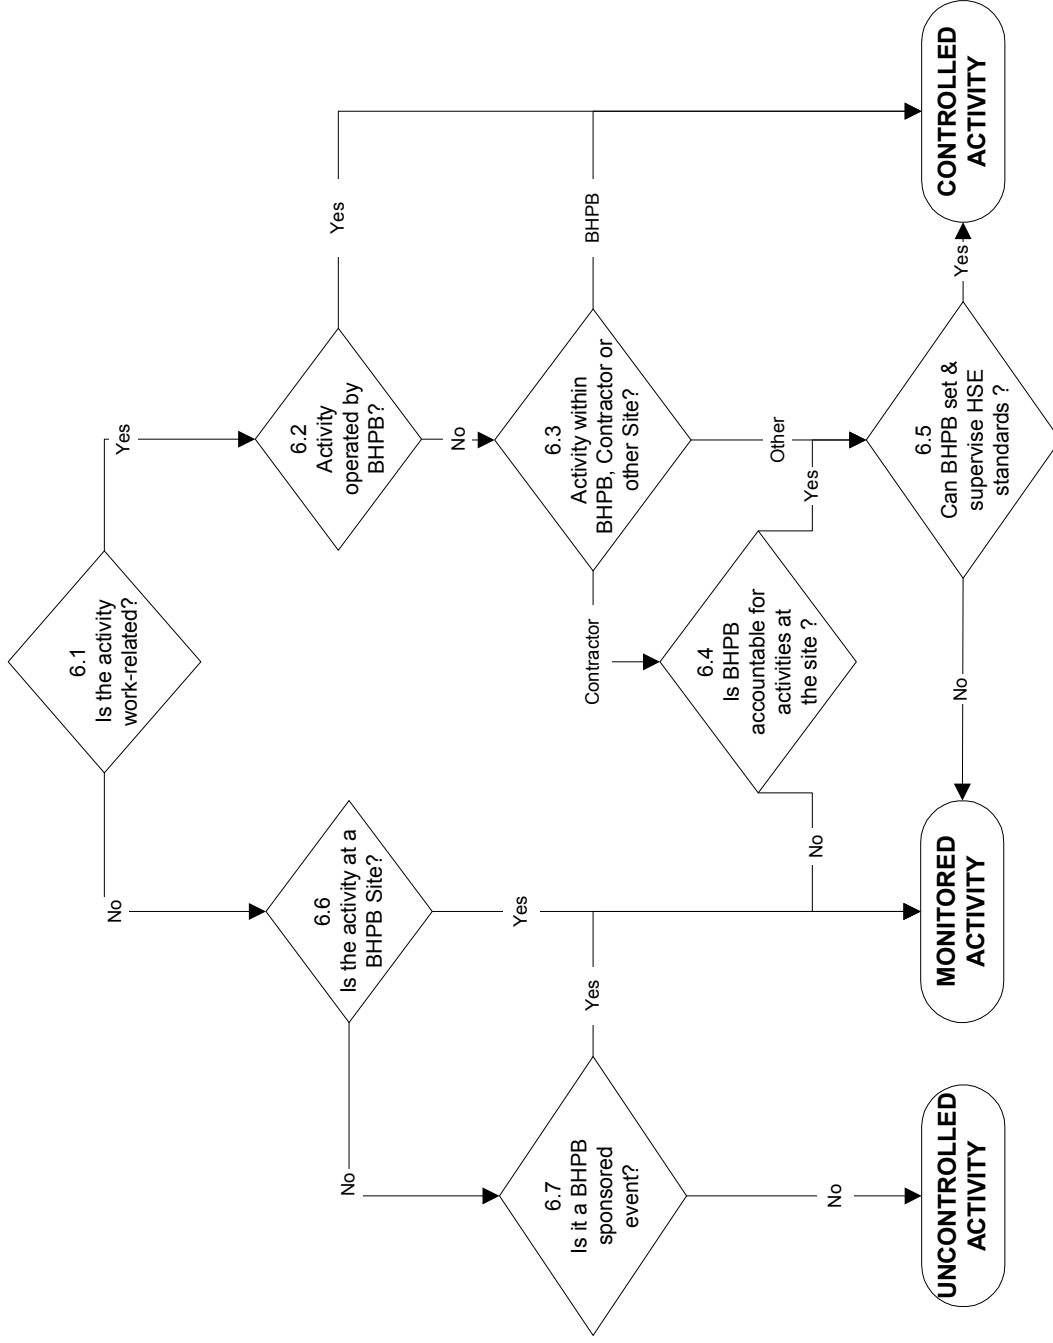 6.1
Is the activity
work-related?
No
Yes
6.6
Is the activity at a
BHPB Site?
6.2
Activity
operated by
BHPB?
Yes
No
Yes
No
6.7
Is it a BHPB
sponsored
event?
Yes
No
6.3
Activity within
BHPB, Contractor or
other Site?
BHPB
Contractor
Other
6.4
Is BHPB
accountable for
activities at
the site ?
No
Yes
6.5
Can BHPB set &
supervise HSE
standards ?
No
Yes
UNCONTROLLED
ACTIVITY
MONITORED
ACTIVITY
CONTROLLED
ACTIVITY